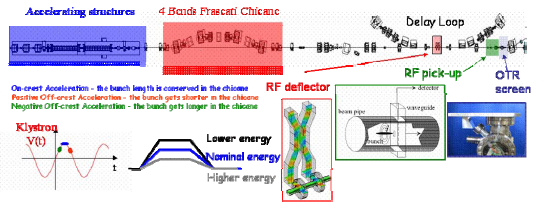 Accelerating structures
4 Bends Frascati Chicane
Delay Loop
RF pick-up
OTR
screen
On-crest Acceleration - the bunch length is conserved in the chicane
Positive Off-crest Acceleration - the bunch gets shorter in the chicane
Negative Off-crest Acceleration - the bunch gets longer in the chicane
RF deflector
detector
waveguide
beam pipe
bunch
Klystron
V(t)
t
Lower energy
Nominal energy
Higher energy